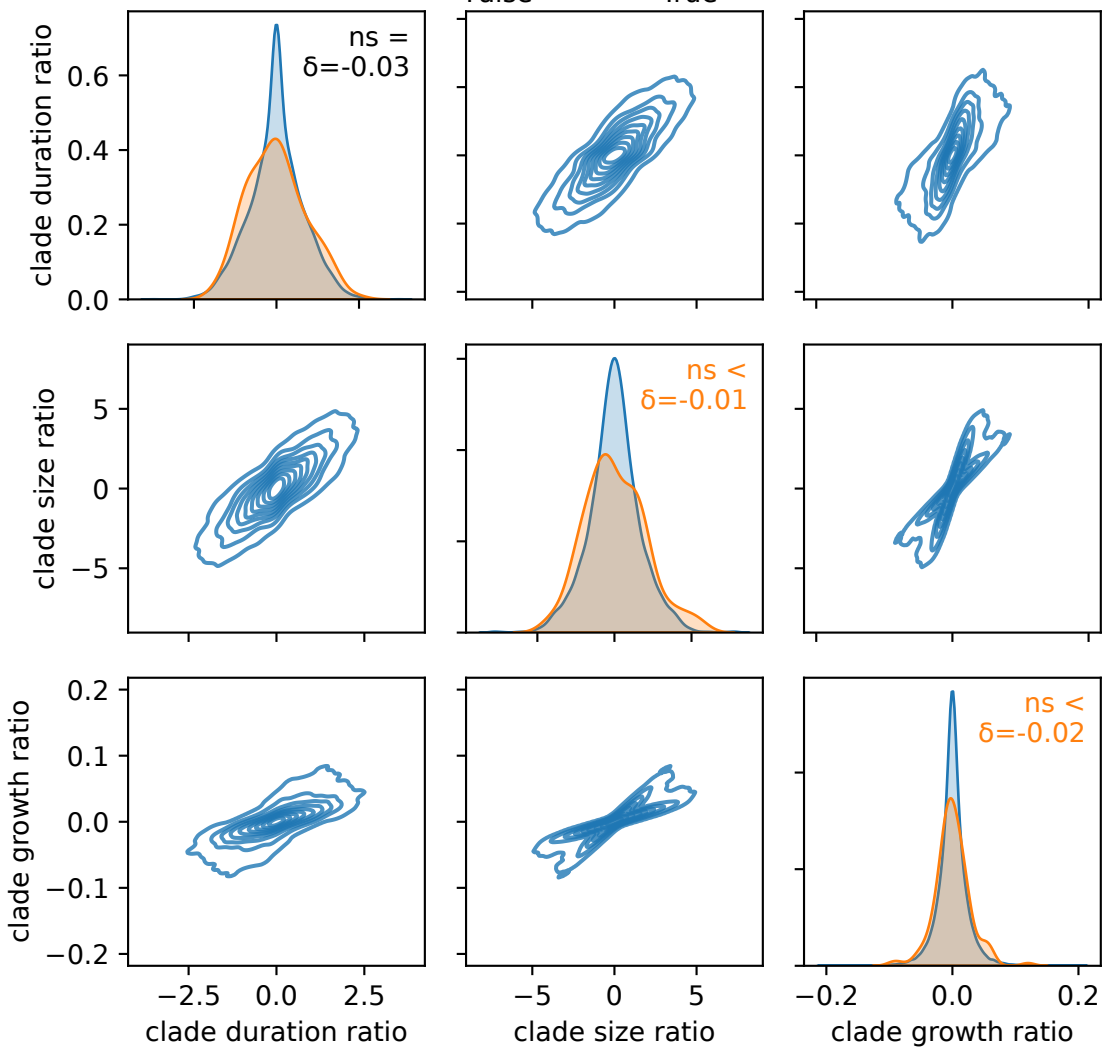 ns =
δ=-0.03
clade duration ratio
0.6
0.4
0.2
0.0
ns <
δ=-0.01
clade size ratio
5
0
−5
ns <
δ=-0.02
clade growth ratio
0.2
0.1
0.0
−0.1
−0.2
−2.5 0.0 2.5
−5 0 5
−0.2 0.0 0.2
clade duration ratio
clade size ratio
clade growth ratio